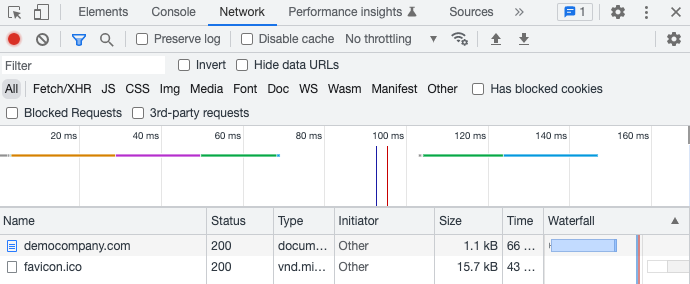 Elements Console Network Performance insights Sources » 1
Preserve log Disable cache No throttling
Filter Invert Hide data URLs
All Fetch/XHR JS CSS Img Media Font Doc WS Wasm Manifest Other Has blocked cookies
Blocked Requests 3rd-party requests
20 ms 40 ms 60 ms 80 ms 100 ms 120 ms 140 ms 160 ms
Name Status Type Initiator Size Time Waterfall
democompany.com 200 docum… Other 1.1 kB 66 …
favicon.ico 200 vnd.mi… Other 15.7 kB 43 …